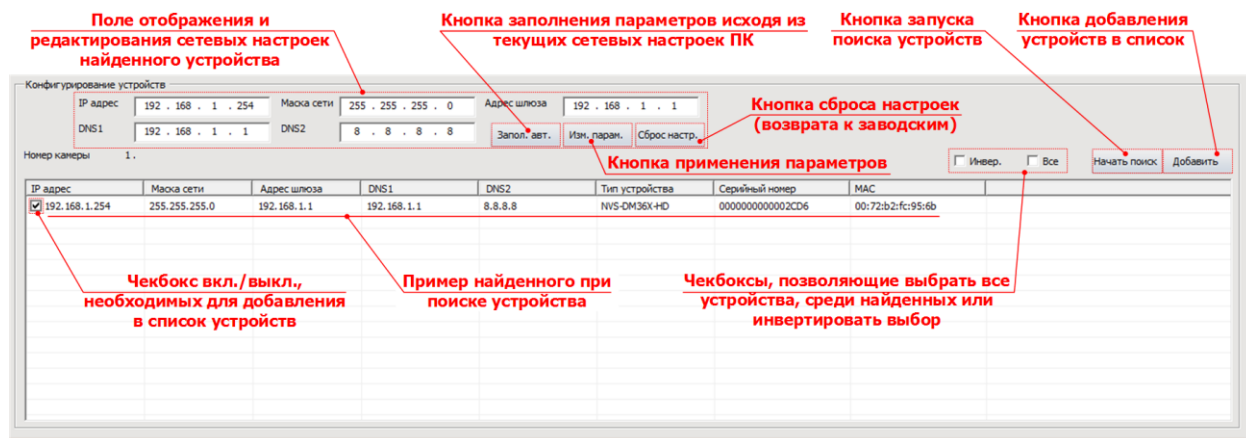 Поле отображения и
редактирования сетевых настроек
найденного устройства
Кнопка заполнения параметров исходя из
текущих сетевых настроек ПК
Кнопка запуска
поиска устройств
Кнопка добавления
устройств в список
Конфигурирование устройств
IP адрес 192 . 168 . 1 . 254 Маска сети 255 . 255 . 255 . 0 Адрес шлюза 192 . 168 . 1 . 1
DNS1 192 . 168 . 1 . 1 DNS2 8 . 8 . 8 . 8 Запол. авт. Изм. парам. Сброс настр.
Кнопка сброса настроек
(возврата к заводским)
Номер камеры 1.
Кнопка применения параметров
Инвер. Все Начать поиск Добавить
IP адрес Маска сети Адрес шлюза DNS1 DNS2 Тип устройства Серийный номер MAC
192.168.1.254 255.255.255.0 192.168.1.1 192.168.1.1 8.8.8.8 NVS-DM36X-HD 0000000000002CD6 00:72:b2:fc:95:6b
Чекбокс вкл./выкл.,
необходимых для добавления
в список устройств
Пример найденного при
поиске устройства
Чекбоксы, позволяющие выбрать все
устройства, среди найденных или
инвертировать выбор